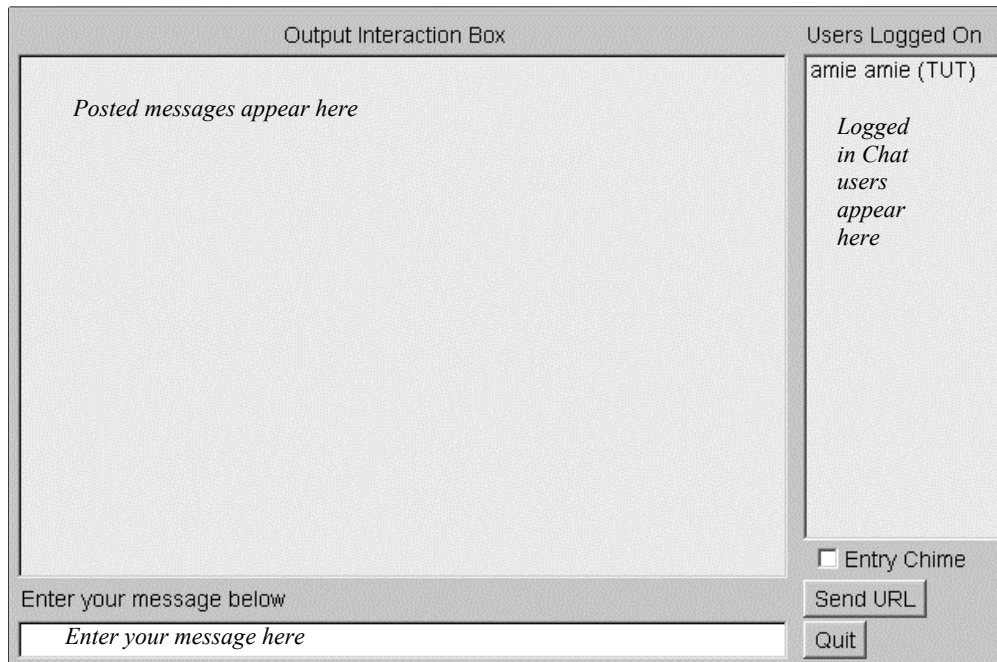 Output Interaction Box
Posted messages appear here
Enter your message below
Enter your message here
Users Logged On
amie amie (TUT)
Logged
in Chat
users
appear
here
Entry Chime
Send URL
Quit